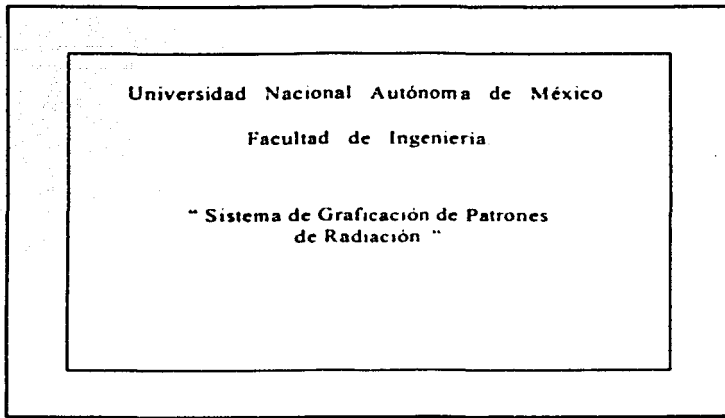 Universidad Nacional Autónoma de México
Facultad de Ingenieria
“ Sistema de Graficación de Patrones
de Radiación ”